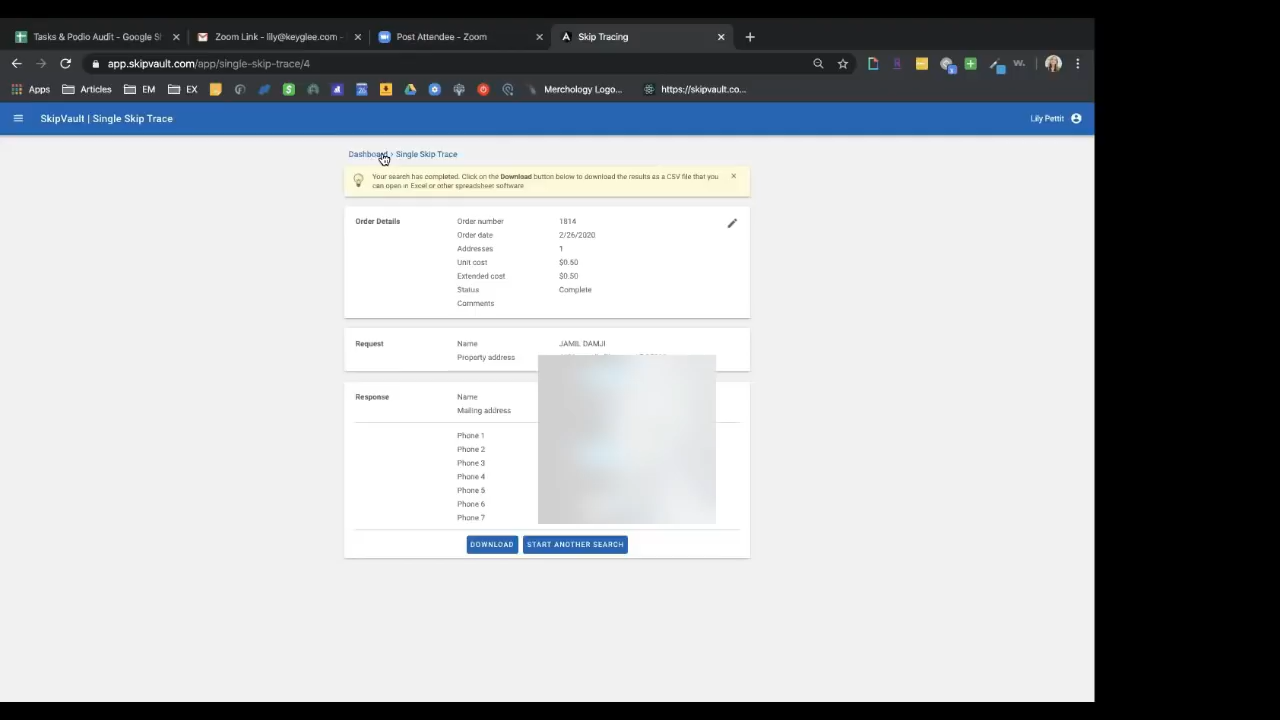 Tasks & Podio Audit - Google Sh
Zoom Link - lily@keyglee.com -
Post Attendee - Zoom
Skip Tracing
app.skipvault.com/app/single-skip-trace/4
Apps
Articles
EM
EX
Merchology Logo...
https://skipvault.co...
SkipVault | Single Skip Trace
Lily Pettit
Dashboard > Single Skip Trace
Your search has completed. Click on the Download button below to download the results as a CSV file that you
can open in Excel or other spreadsheet software
Order Details
Order number 1814
Order date 2/26/2020
Addresses 1
Unit cost $0.50
Extended cost $0.50
Status Complete
Comments
Request
Name JAMIL DAMJI
Property address
Response
Name
Mailing address
Phone 1
Phone 2
Phone 3
Phone 4
Phone 5
Phone 6
Phone 7
DOWNLOAD
START ANOTHER SEARCH